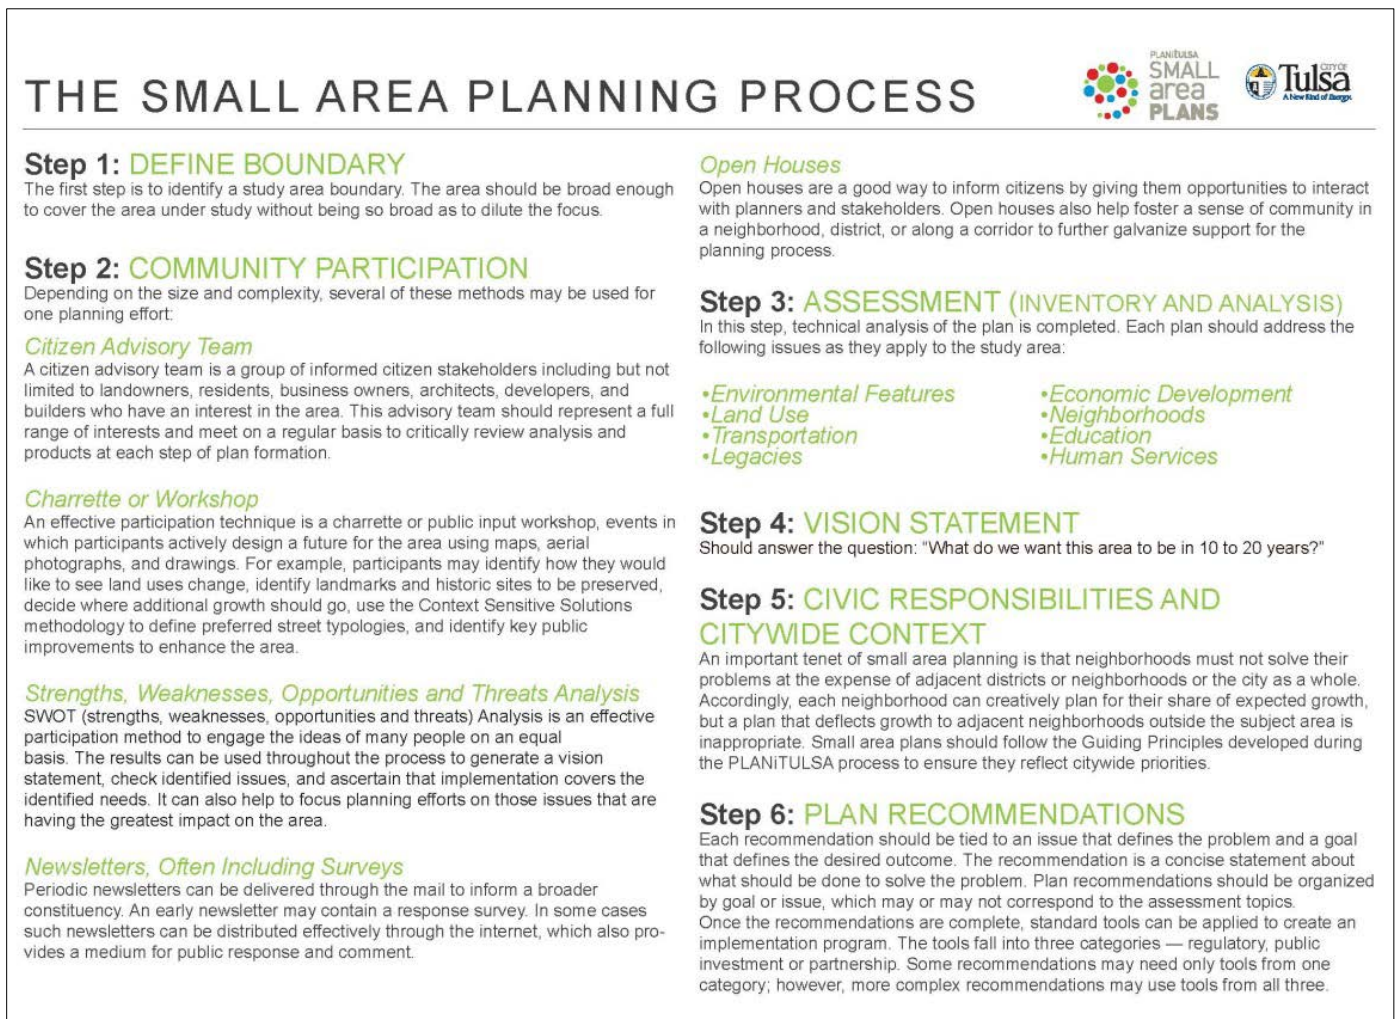 THE SMALL AREA PLANNING PROCESS
PLANiTULSA
SMALL
area
PLANS
CITY OF
Tulsa
A New Kind of Energy.
Step 1: DEFINE BOUNDARY
The first step is to identify a study area boundary. The area should be broad enough
to cover the area under study without being so broad as to dilute the focus.
Step 2: COMMUNITY PARTICIPATION
Depending on the size and complexity, several of these methods may be used for
one planning effort:
Citizen Advisory Team
A citizen advisory team is a group of informed citizen stakeholders including but not
limited to landowners, residents, business owners, architects, developers, and
builders who have an interest in the area. This advisory team should represent a full
range of interests and meet on a regular basis to critically review analysis and
products at each step of plan formation.
Charrette or Workshop
An effective participation technique is a charrette or public input workshop, events in
which participants actively design a future for the area using maps, aerial
photographs, and drawings. For example, participants may identify how they would
like to see land uses change, identify landmarks and historic sites to be preserved,
decide where additional growth should go, use the Context Sensitive Solutions
methodology to define preferred street typologies, and identify key public
improvements to enhance the area.
Strengths, Weaknesses, Opportunities and Threats Analysis
SWOT (strengths, weaknesses, opportunities and threats) Analysis is an effective
participation method to engage the ideas of many people on an equal
basis. The results can be used throughout the process to generate a vision
statement, check identified issues, and ascertain that implementation covers the
identified needs. It can also help to focus planning efforts on those issues that are
having the greatest impact on the area.
Newsletters, Often Including Surveys
Periodic newsletters can be delivered through the mail to inform a broader
constituency. An early newsletter may contain a response survey. In some cases
such newsletters can be distributed effectively through the internet, which also pro-
vides a medium for public response and comment.
Open Houses
Open houses are a good way to inform citizens by giving them opportunities to interact
with planners and stakeholders. Open houses also help foster a sense of community in
a neighborhood, district, or along a corridor to further galvanize support for the
planning process.
Step 3: ASSESSMENT (INVENTORY AND ANALYSIS)
In this step, technical analysis of the plan is completed. Each plan should address the
following issues as they apply to the study area:
•Environmental Features
•Land Use
•Transportation
•Legacies
•Economic Development
•Neighborhoods
•Education
•Human Services
Step 4: VISION STATEMENT
Should answer the question: “What do we want this area to be in 10 to 20 years?”
Step 5: CIVIC RESPONSIBILITIES AND
CITYWIDE CONTEXT
An important tenet of small area planning is that neighborhoods must not solve their
problems at the expense of adjacent districts or neighborhoods or the city as a whole.
Accordingly, each neighborhood can creatively plan for their share of expected growth,
but a plan that deflects growth to adjacent neighborhoods outside the subject area is
inappropriate. Small area plans should follow the Guiding Principles developed during
the PLANiTULSA process to ensure they reflect citywide priorities.
Step 6: PLAN RECOMMENDATIONS
Each recommendation should be tied to an issue that defines the problem and a goal
that defines the desired outcome. The recommendation is a concise statement about
what should be done to solve the problem. Plan recommendations should be organized
by goal or issue, which may or may not correspond to the assessment topics.
Once the recommendations are complete, standard tools can be applied to create an
implementation program. The tools fall into three categories — regulatory, public
investment or partnership. Some recommendations may need only tools from one
category; however, more complex recommendations may use tools from all three.